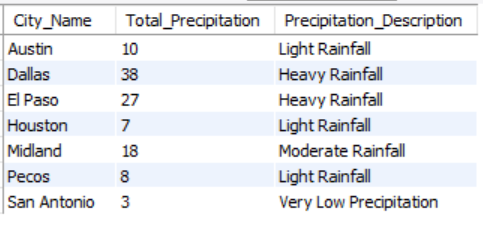 City_Name Total_Precipitation Precipitation_Description
Austin 10 Light Rainfall
Dallas 38 Heavy Rainfall
El Paso 27 Heavy Rainfall
Houston 7 Light Rainfall
Midland 18 Moderate Rainfall
Pecos 8 Light Rainfall
San Antonio 3 Very Low Precipitation